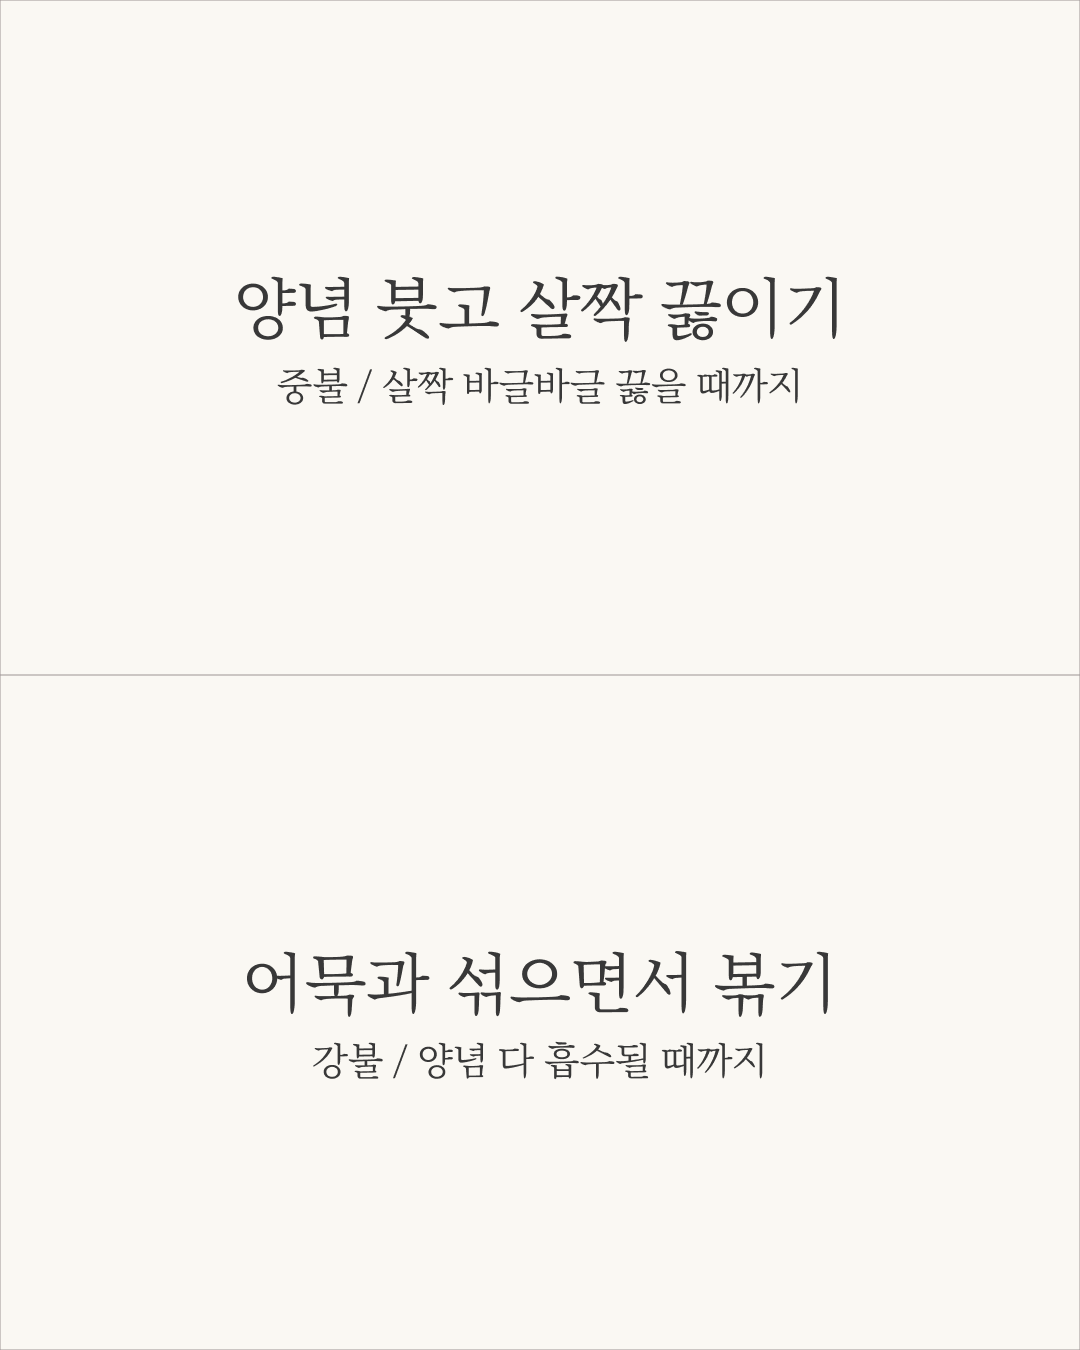 양념 붓고 살짝 끓이기
중불 / 살짝 바글바글 끓을 때까지
어묵과 섞으면서 볶기
강불 / 양념 다 흡수될 때까지